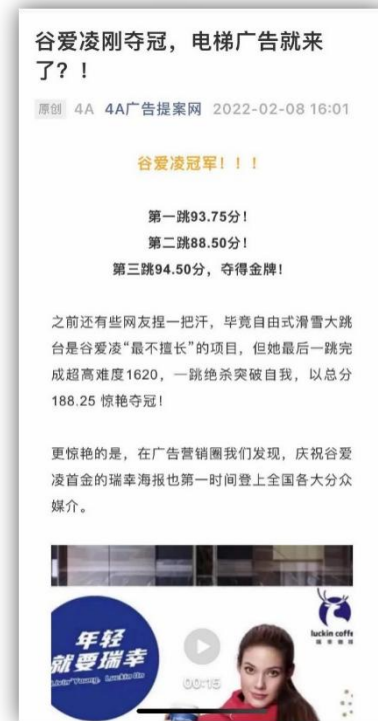 谷爱凌刚夺冠，电梯广告就来
了？！
原创 4A 4A广告提案网 2022-02-08 16:01
谷爱凌冠军！！！
第一跳93.75分！
第二跳88.50分！
第三跳94.50分，夺得金牌！
之前还有些网友捏一把汗，毕竟自由式滑雪大跳
台是谷爱凌“最不擅长”的项目，但她最后一跳完
成超高难度1620，一跳绝杀突破自我，以总分
188.25 惊艳夺冠！
更惊艳的是，在广告营销圈我们发现，庆祝谷爱
凌首金的瑞幸海报也第一时间登上全国各大分众
媒介。
年轻
就要瑞幸
luckin coffe
00:15